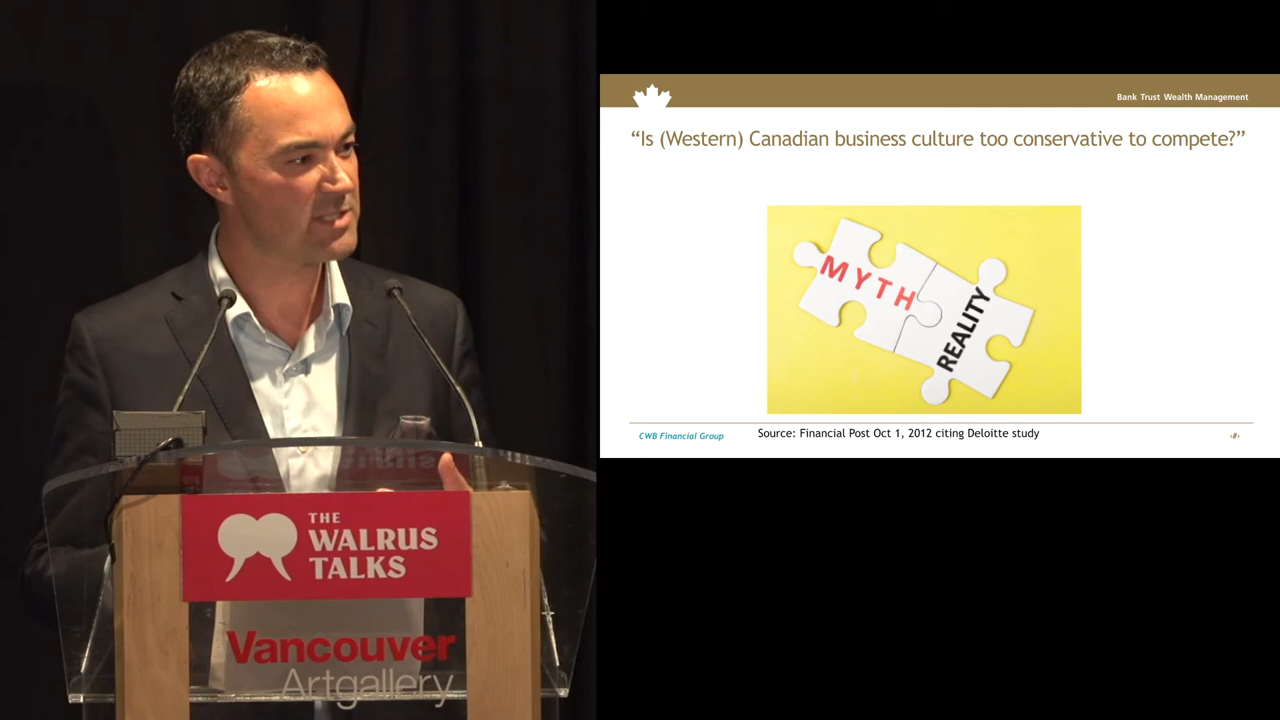 THE
WALRUS
TALKS
Vancouver
Artgallery
Bank Trust Wealth Management
“Is (Western) Canadian business culture too conservative to compete?”
MYTH
REALITY
CWB Financial Group
Source: Financial Post Oct 1, 2012 citing Deloitte study
‹#›